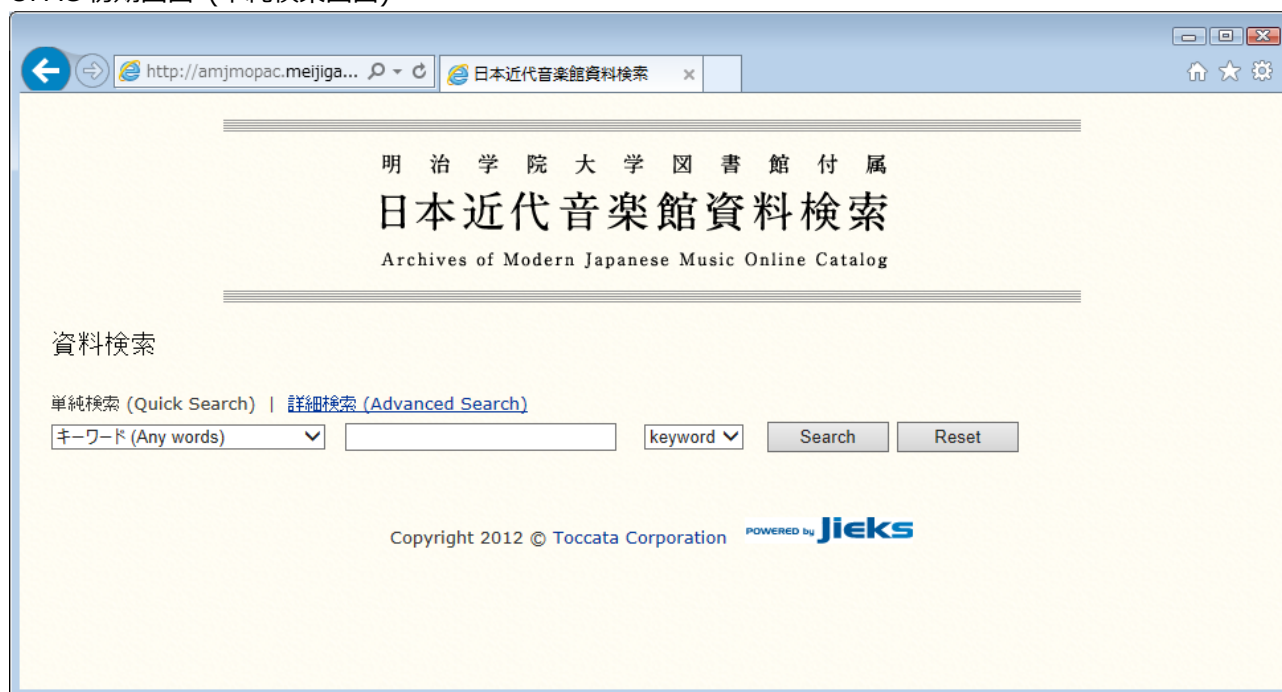 http://amjmopac.meijiga... 日本近代音楽館資料検索
明治学院大学図書館付属
日本近代音楽館資料検索
Archives of Modern Japanese Music Online Catalog
資料検索
単純検索 (Quick Search) | 詳細検索 (Advanced Search)
キーワード (Any words) keyword Search Reset
Copyright 2012 © Toccata Corporation POWERED by Jieks